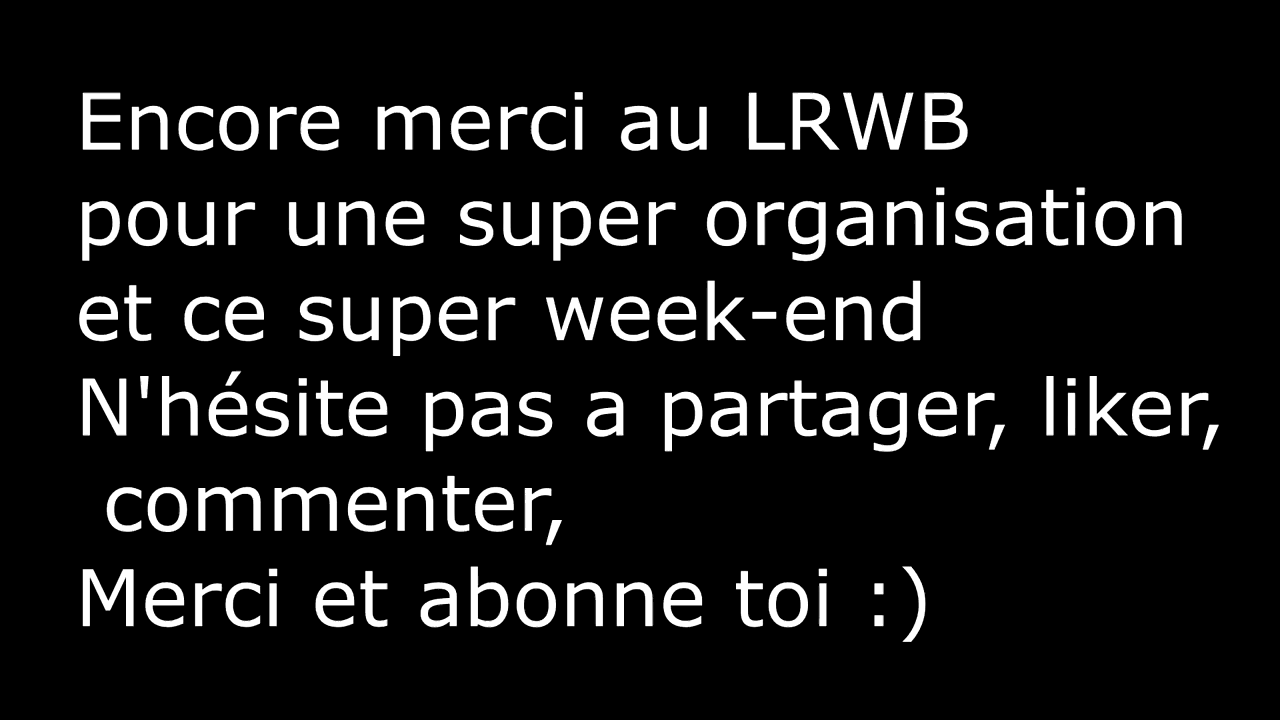 Encore merci au LRWB
pour une super organisation
et ce super week-end
N'hésite pas a partager, liker,
commenter,
Merci et abonne toi :)